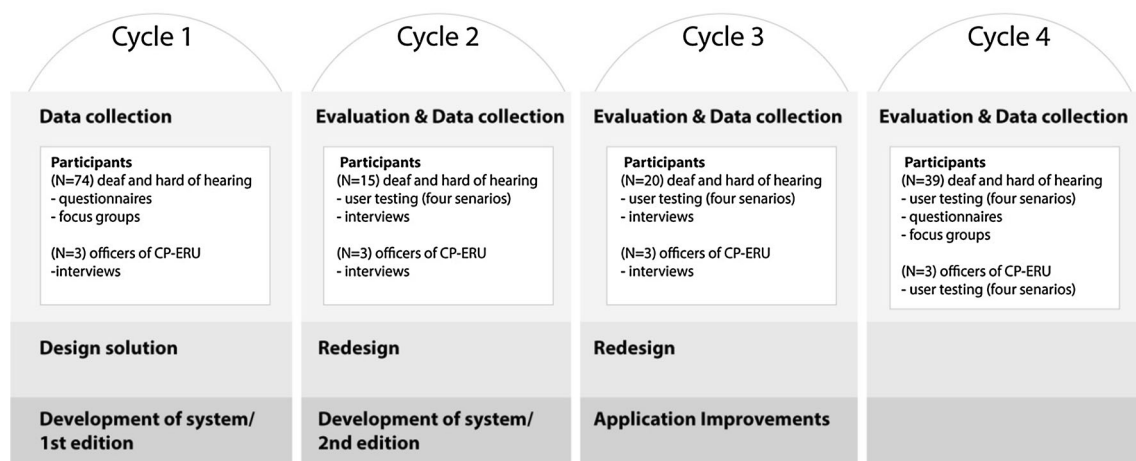 Cycle 1
Data collection
Participants
(N=74) deaf and hard of hearing
- questionnaires
- focus groups
(N=3) officers of CP-ERU
-interviews
Design solution
Development of system/
1st edition
Cycle 2
Evaluation & Data collection
Participants
(N=15) deaf and hard of hearing
- user testing (four senarios)
- interviews
(N=3) officers of CP-ERU
- interviews
Redesign
Development of system/
2nd edition
Cycle 3
Evaluation & Data collection
Participants
(N=20) deaf and hard of hearing
- user testing (four senarios)
- interviews
(N=3) officers of CP-ERU
- interviews
Redesign
Application Improvements
Cycle 4
Evaluation & Data collection
Participants
(N=39) deaf and hard of hearing
- user testing (four senarios)
- questionnaires
- focus groups
(N=3) officers of CP-ERU
- user testing (four senarios)